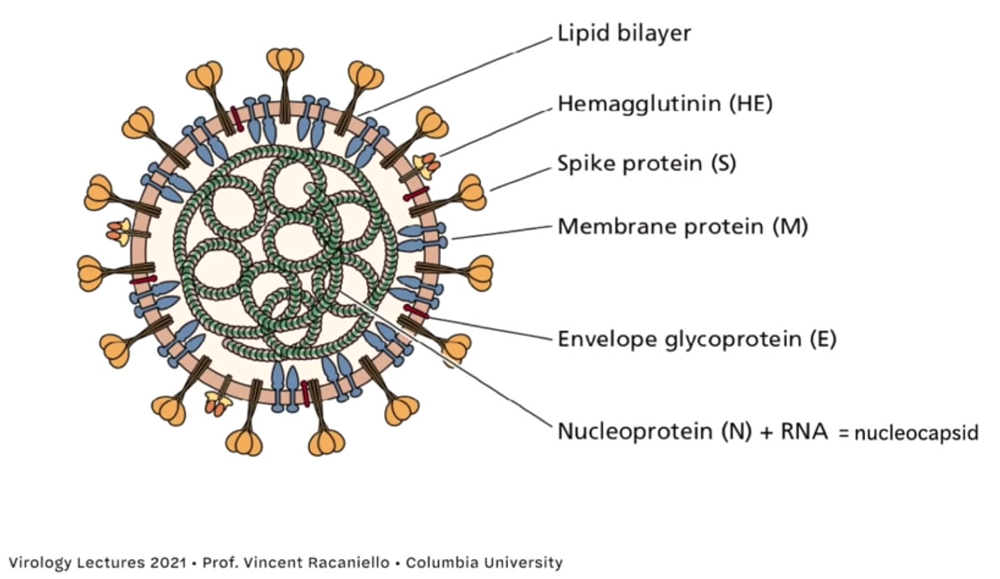 Lipid bilayer
Hemagglutinin (HE)
Spike protein (S)
Membrane protein (M)
Envelope glycoprotein (E)
Nucleoprotein (N) + RNA = nucleocapsid
Virology Lectures 2021 • Prof. Vincent Racaniello • Columbia University